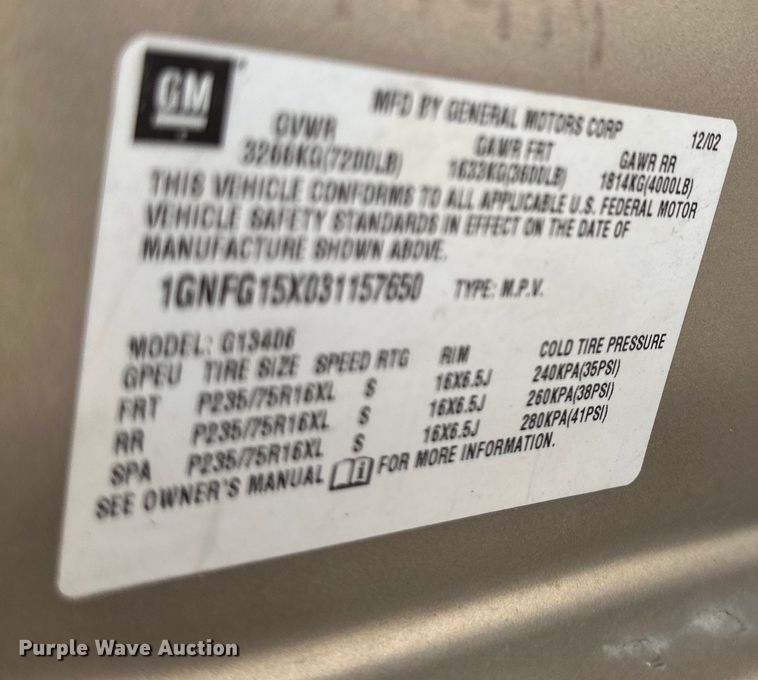 GM
MFD BY GENERAL MOTORS CORP 12/02
GVWR GAWR FRT GAWR RR
3266KG(7200LB) 1633KG(3600LB) 1814KG(4000LB)
THIS VEHICLE CONFORMS TO ALL APPLICABLE U.S. FEDERAL MOTOR
VEHICLE SAFETY STANDARDS IN EFFECT ON THE DATE OF
MANUFACTURE SHOWN ABOVE.
1GNFG15X031157650 TYPE: M.P.V.
MODEL: G13406
GPEU TIRE SIZE SPEED RTG RIM COLD TIRE PRESSURE
FRT P235/75R16XL S 16X6.5J 240KPA(35PSI)
RR P235/75R16XL S 16X6.5J 260KPA(38PSI)
SPA P235/75R16XL S 16X6.5J 280KPA(41PSI)
SEE OWNER'S MANUAL FOR MORE INFORMATION.
Purple Wave Auction